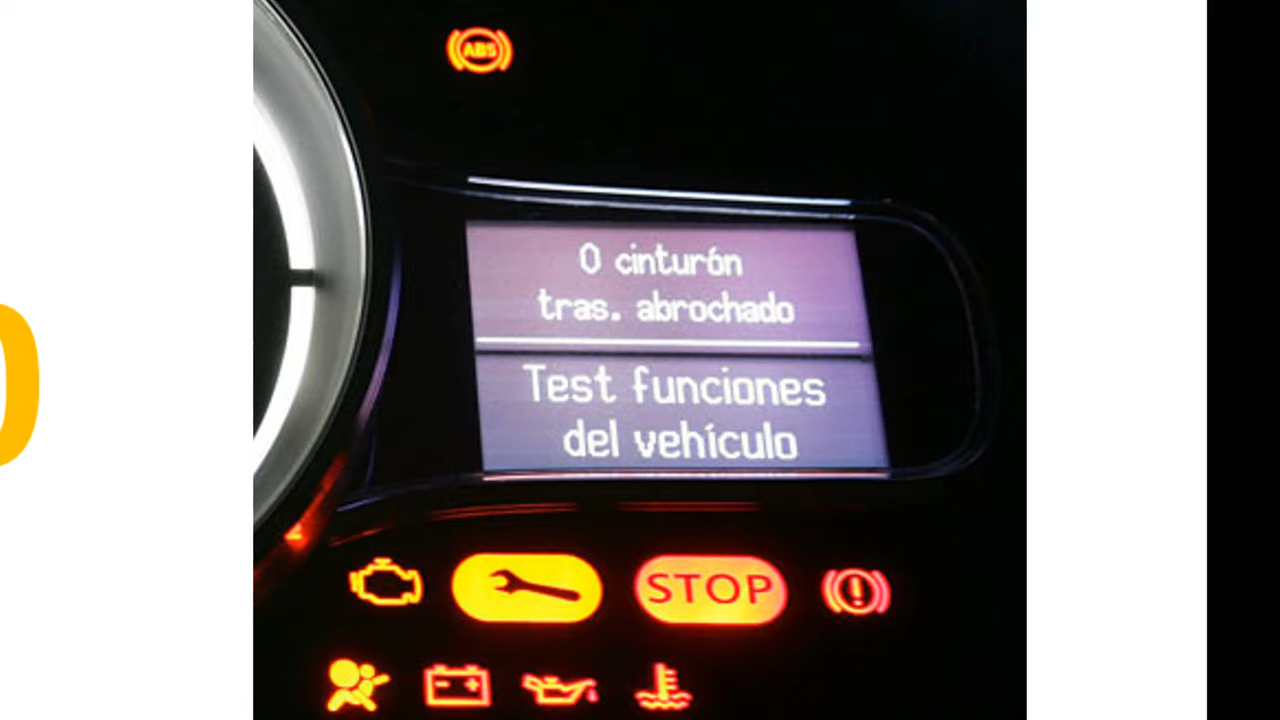 ABS
0 cinturón
tras. abrochado
Test funciones
del vehículo
STOP